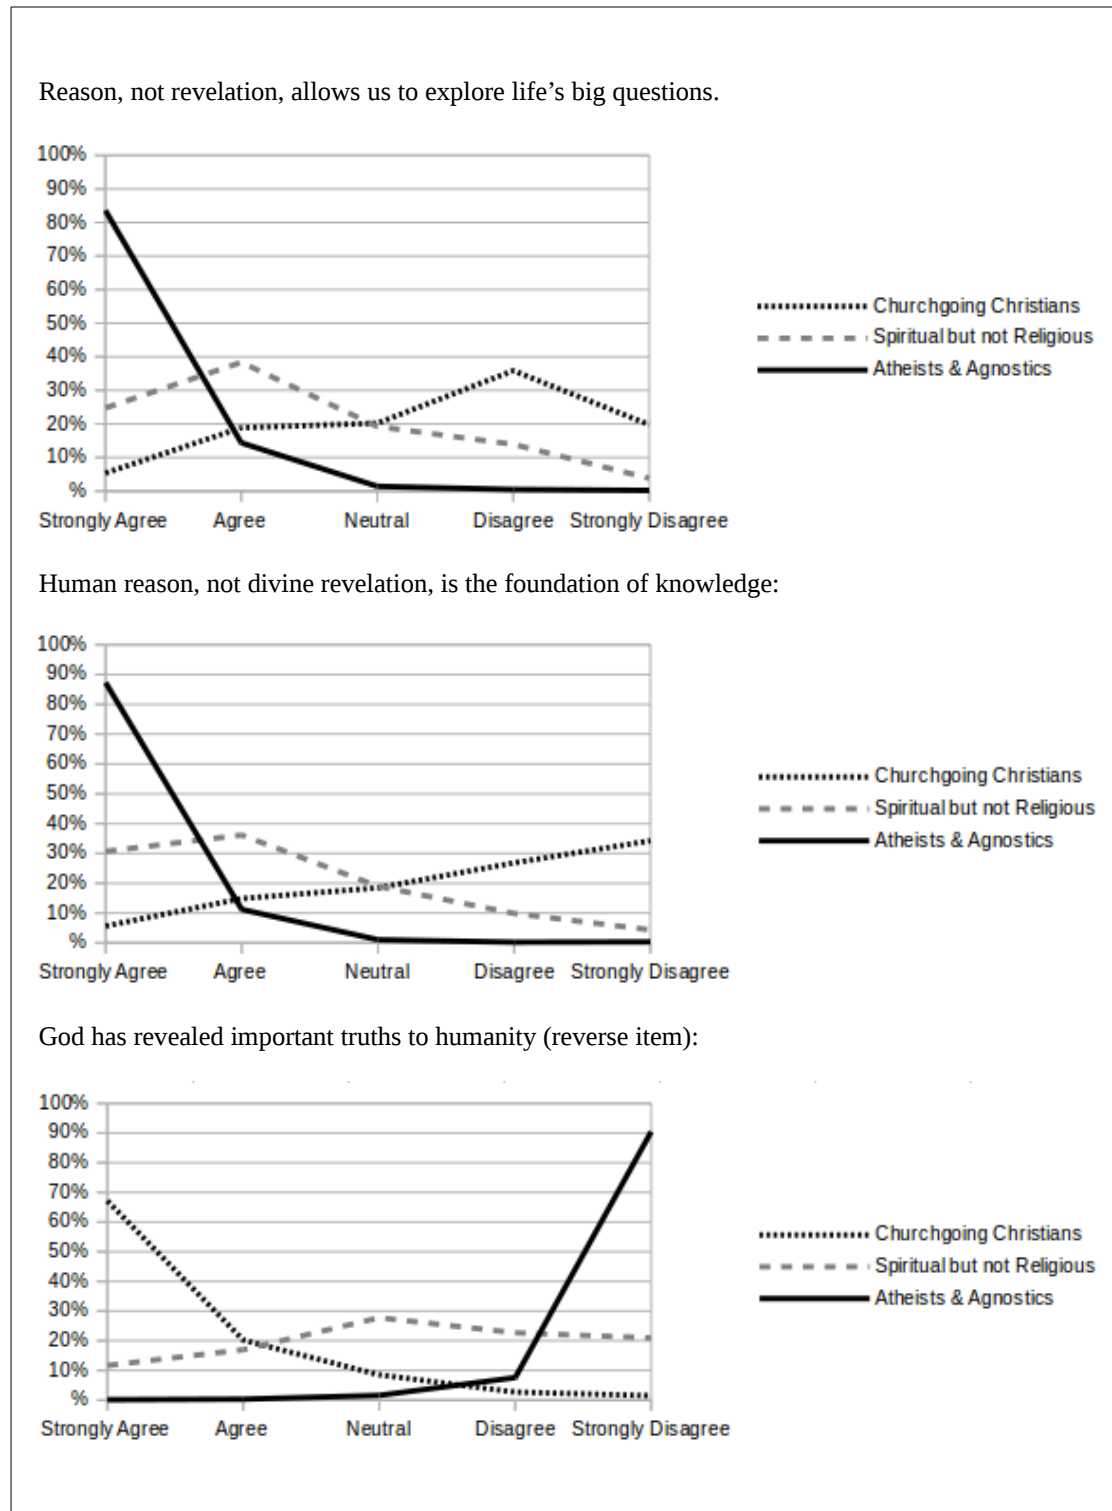 Reason, not revelation, allows us to explore life’s big questions.
100%
90%
80%
70%
60%
50%
40%
30%
20%
10%
%
Strongly Agree Agree Neutral Disagree Strongly Disagree
Churchgoing Christians
Spiritual but not Religious
Atheists & Agnostics
Human reason, not divine revelation, is the foundation of knowledge:
100%
90%
80%
70%
60%
50%
40%
30%
20%
10%
%
Strongly Agree Agree Neutral Disagree Strongly Disagree
Churchgoing Christians
Spiritual but not Religious
Atheists & Agnostics
God has revealed important truths to humanity (reverse item):
100%
90%
80%
70%
60%
50%
40%
30%
20%
10%
%
Strongly Agree Agree Neutral Disagree Strongly Disagree
Churchgoing Christians
Spiritual but not Religious
Atheists & Agnostics